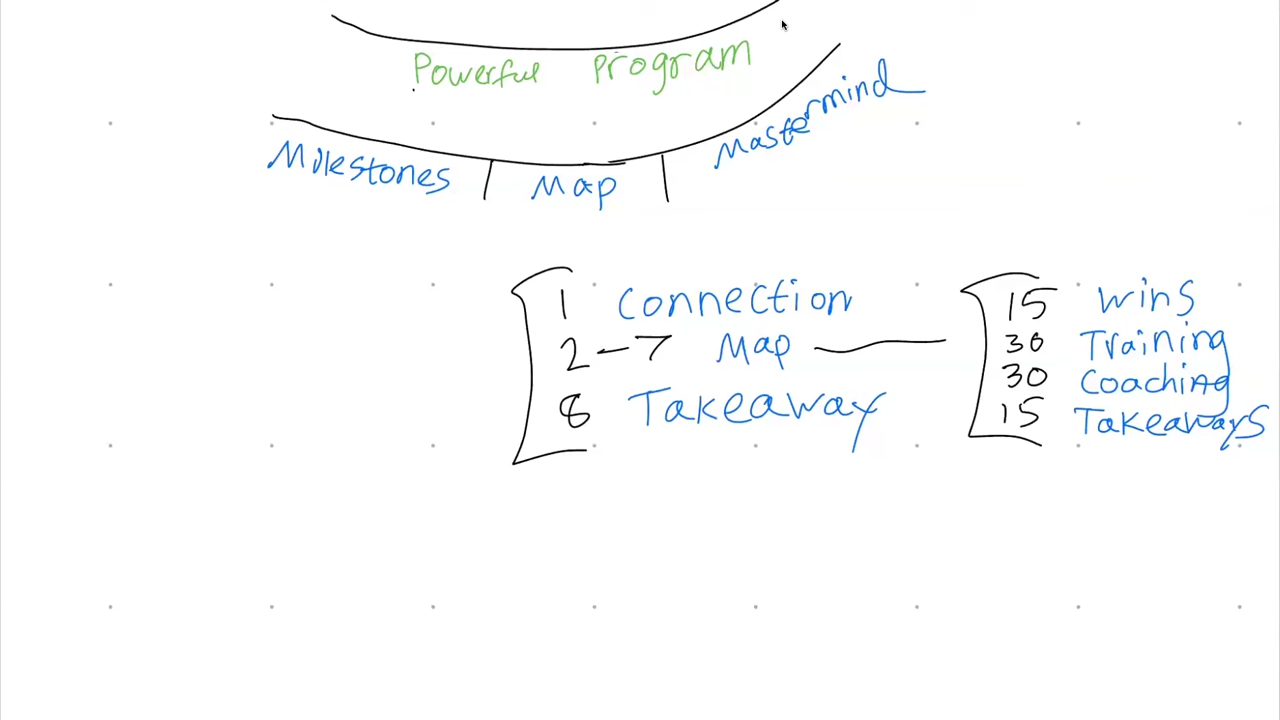 Powerful Program
Milestones Map Mastermind
1 Connection
2-7 Map
8 Takeaway
15 Wins
30 Training
30 Coaching
15 Takeaways